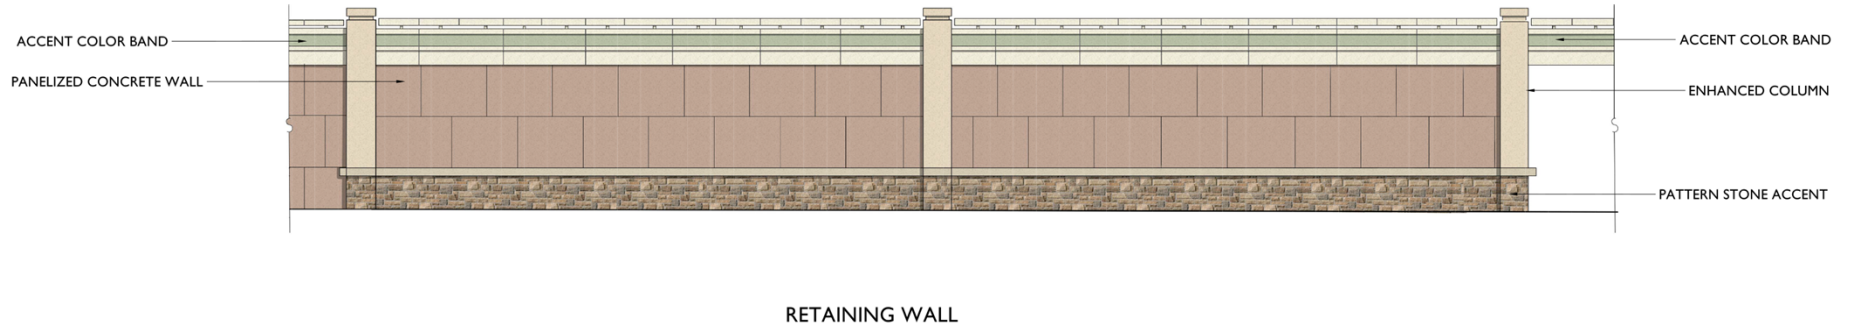 ACCENT COLOR BAND
ACCENT COLOR BAND
PANELIZED CONCRETE WALL
ENHANCED COLUMN
PATTERN STONE ACCENT
RETAINING WALL